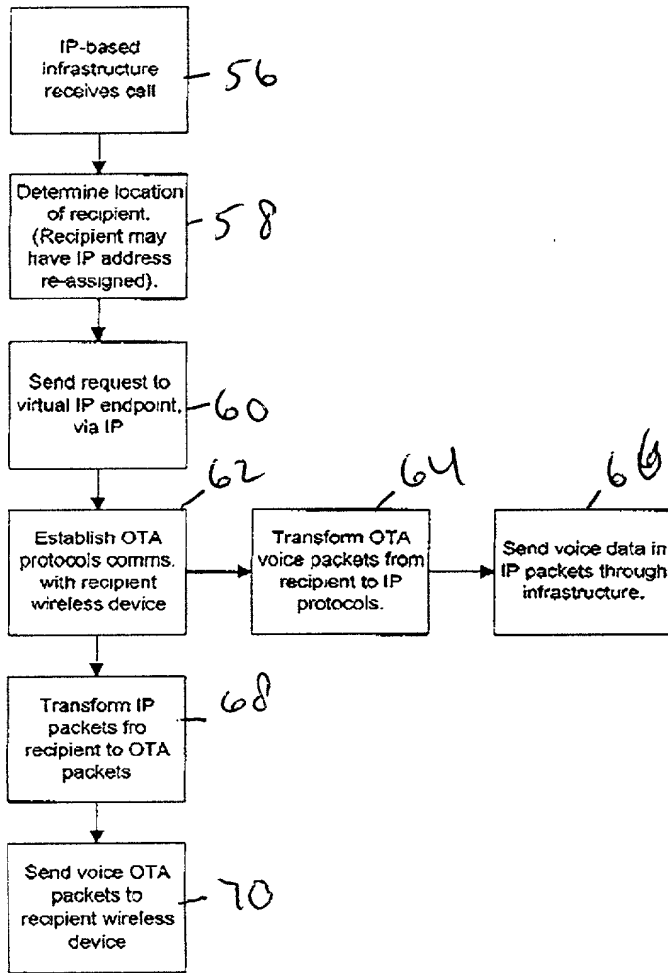 IP-based
infrastructure
receives call
56
Determine location
of recipient.
(Recipient may
have IP address
re-assigned).
58
Send request to
virtual IP endpoint,
via IP
60
Establish OTA
protocols comms.
with recipient
wireless device
62
Transform OTA
voice packets from
recipient to IP
protocols.
64
Send voice data in
IP packets through
infrastructure.
66
Transform IP
packets fro
recipient to OTA
packets
68
Send voice OTA
packets to
recipient wireless
device
70